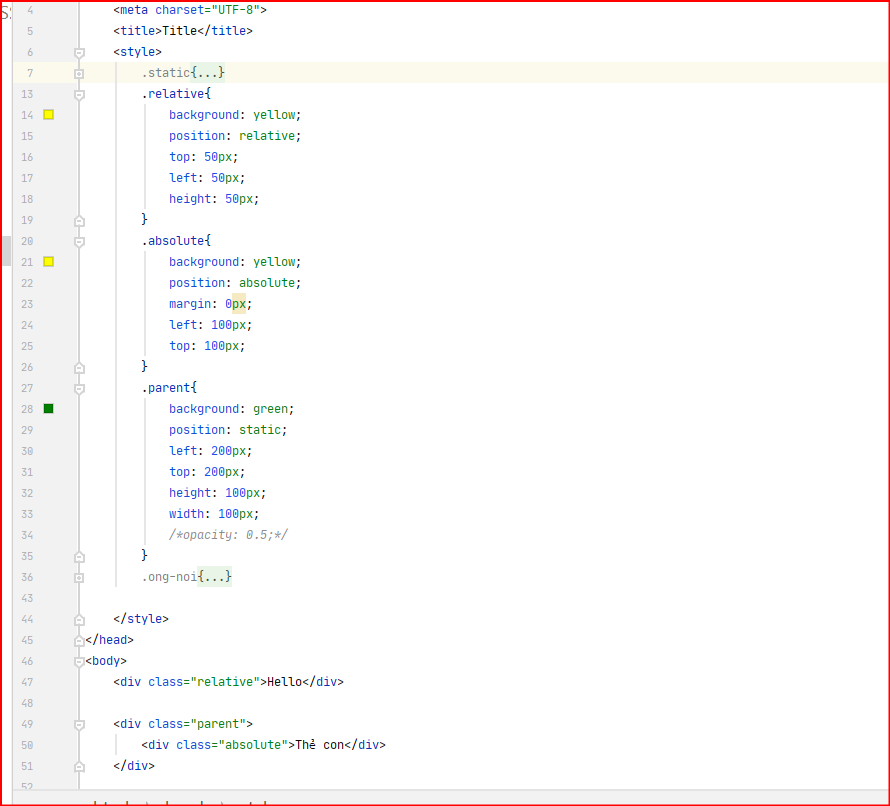 4 <meta charset="UTF-8">
5 <title>Title</title>
6 <style>
7 .static{...}
13 .relative{
14 background: yellow;
15 position: relative;
16 top: 50px;
17 left: 50px;
18 height: 50px;
19 }
20 .absolute{
21 background: yellow;
22 position: absolute;
23 margin: 0px;
24 left: 100px;
25 top: 100px;
26 }
27 .parent{
28 background: green;
29 position: static;
30 left: 200px;
31 top: 200px;
32 height: 100px;
33 width: 100px;
34 /*opacity: 0.5;*/
35 }
36 .ong-noi{...}
43
44 </style>
45 </head>
46 <body>
47 <div class="relative">Hello</div>
48
49 <div class="parent">
50 <div class="absolute">Thẻ con</div>
51 </div>
52